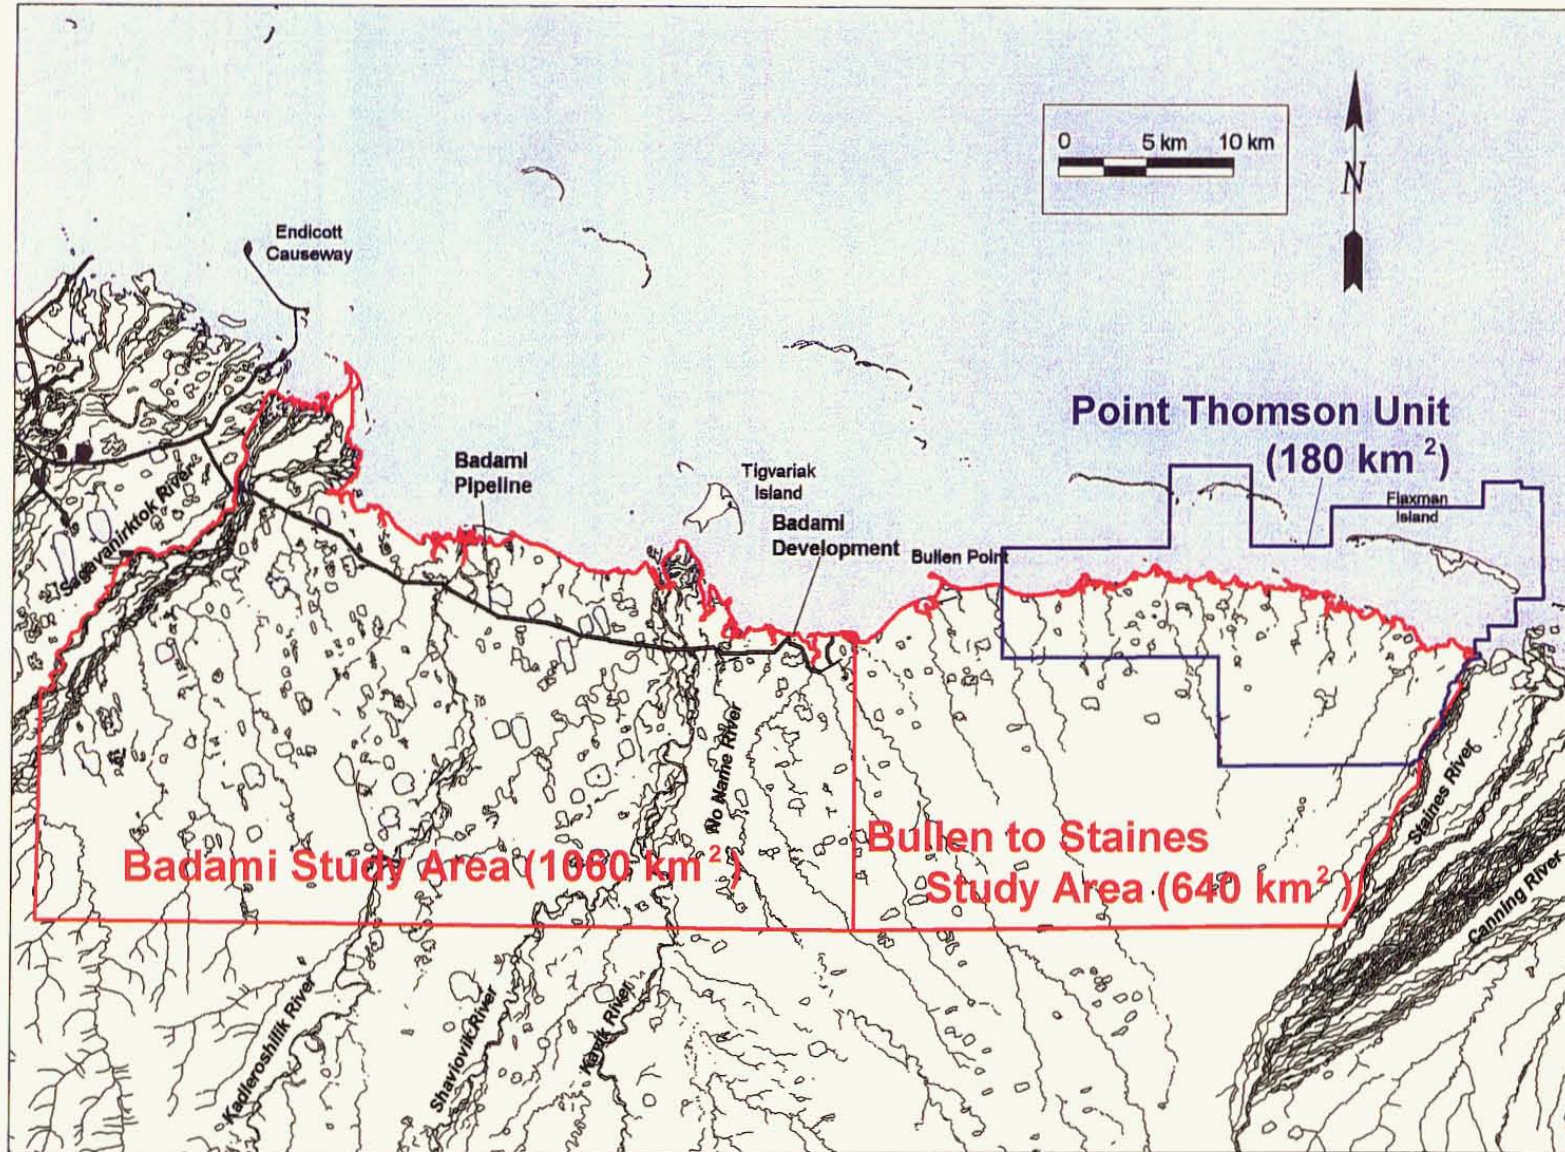 0 5 km 10 km
N
Endicott
Causeway
Point Thomson Unit
(180 km²)
Badami
Pipeline
Tigvariak
Island
Flaxman
Island
Badami
Development
Bullen Point
Sagavanirktok River
No Name River
Staines River
Badami Study Area (1060 km²)
Bullen to Staines
Study Area (640 km²)
Canning River
Kadleroshilik River
Shaviovik River
Kavik River